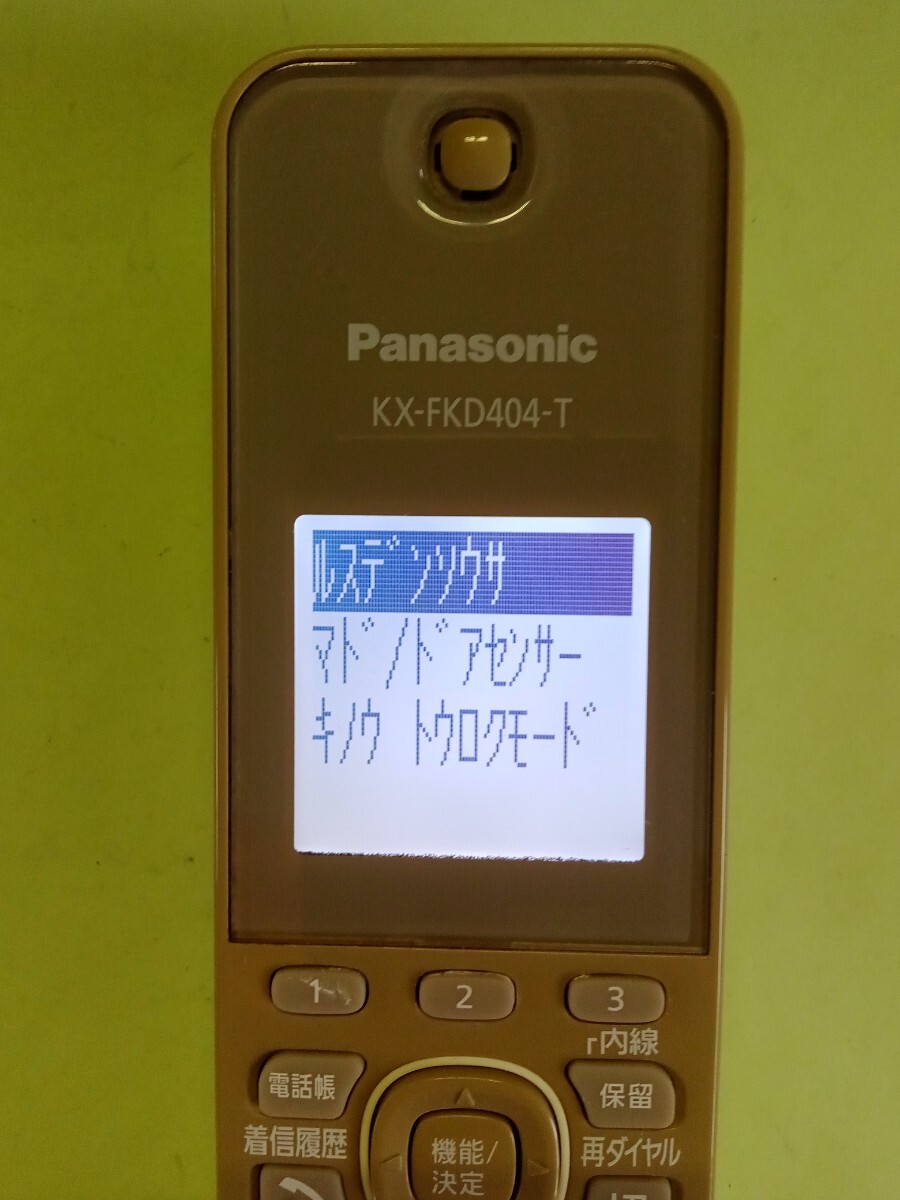 Panasonic
KX-FKD404-T
ルスデンソウサ
マド/ドアセンサー
キノウ トウロクモード
1
2
3
内線
電話帳
保留
着信履歴
機能/
決定
再ダイヤル